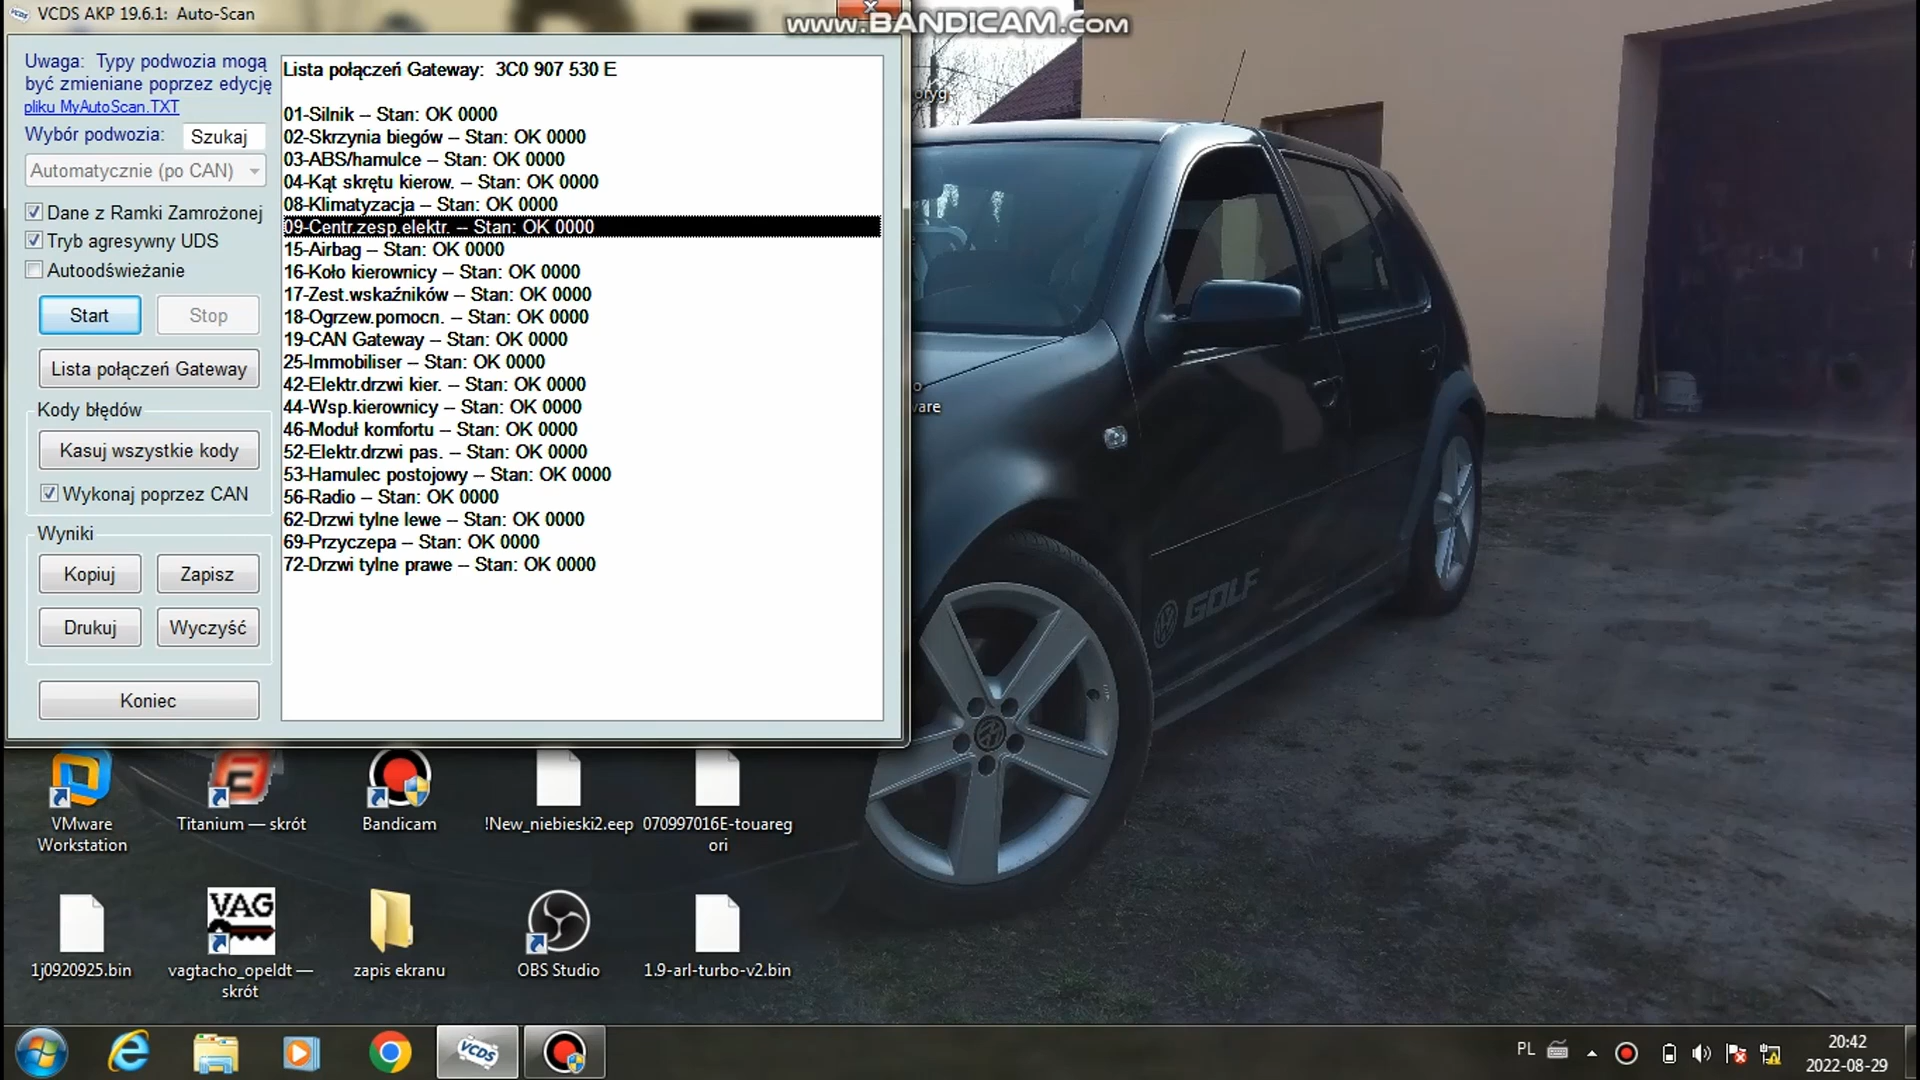 VCDS AKP 19.6.1: Auto-Scan
www.BANDICAM.com
Uwaga: Typy podwozia mogą
być zmieniane poprzez edycję
pliku MyAutoScan.TXT
Wybór podwozia:
Szukaj
Automatycznie (po CAN)
Dane z Ramki Zamrożonej
Tryb agresywny UDS
Autoodświeżanie
Start
Stop
Lista połączeń Gateway
Kody błędów
Kasuj wszystkie kody
Wykonaj poprzez CAN
Wyniki
Kopiuj
Zapisz
Drukuj
Wyczyść
Koniec
Lista połączeń Gateway: 3C0 907 530 E
01-Silnik -- Stan: OK 0000
02-Skrzynia biegów -- Stan: OK 0000
03-ABS/hamulce -- Stan: OK 0000
04-Kąt skrętu kierow. -- Stan: OK 0000
08-Klimatyzacja -- Stan: OK 0000
09-Centr.zesp.elektr. -- Stan: OK 0000
15-Airbag -- Stan: OK 0000
16-Koło kierownicy -- Stan: OK 0000
17-Zest.wskaźników -- Stan: OK 0000
18-Ogrzew.pomocn. -- Stan: OK 0000
19-CAN Gateway -- Stan: OK 0000
25-Immobiliser -- Stan: OK 0000
42-Elektr.drzwi kier. -- Stan: OK 0000
44-Wsp.kierownicy -- Stan: OK 0000
46-Moduł komfortu -- Stan: OK 0000
52-Elektr.drzwi pas. -- Stan: OK 0000
53-Hamulec postojowy -- Stan: OK 0000
56-Radio -- Stan: OK 0000
62-Drzwi tylne lewe -- Stan: OK 0000
69-Przyczepa -- Stan: OK 0000
72-Drzwi tylne prawe -- Stan: OK 0000
GOLF
VMware
Workstation
Titanium — skrót
Bandicam
!New_niebieski2.eep
070997016E-touareg
ori
1j0920925.bin
VAG
vagtacho_opeldt —
skrót
zapis ekranu
OBS Studio
1.9-arl-turbo-v2.bin
VCDS
PL
20:42
2022-08-29